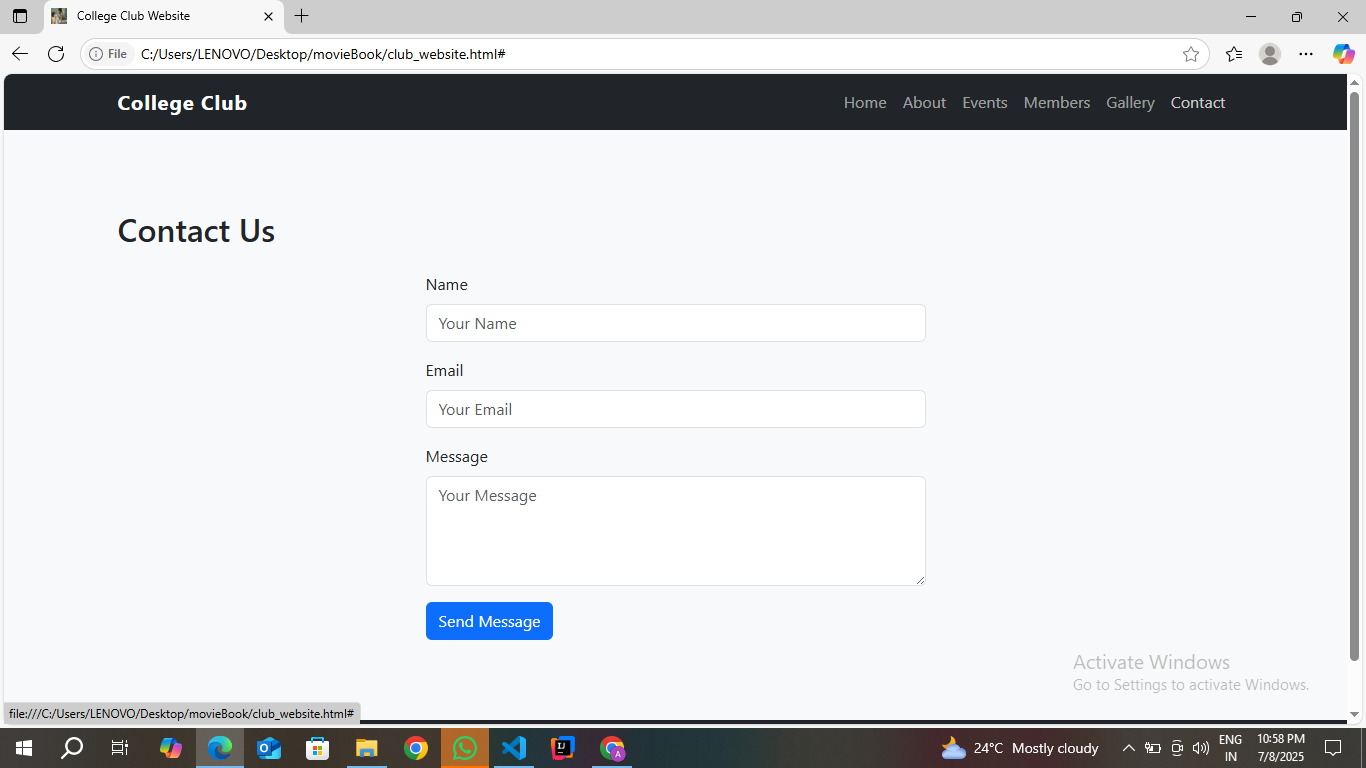 College Club Website
File
C:/Users/LENOVO/Desktop/movieBook/club_website.html#
College Club
Home About Events Members Gallery Contact
Contact Us
Name
Your Name
Email
Your Email
Message
Your Message
Send Message
Activate Windows
Go to Settings to activate Windows.
file:///C:/Users/LENOVO/Desktop/movieBook/club_website.html#
24°C Mostly cloudy
ENG
IN
10:58 PM
7/8/2025